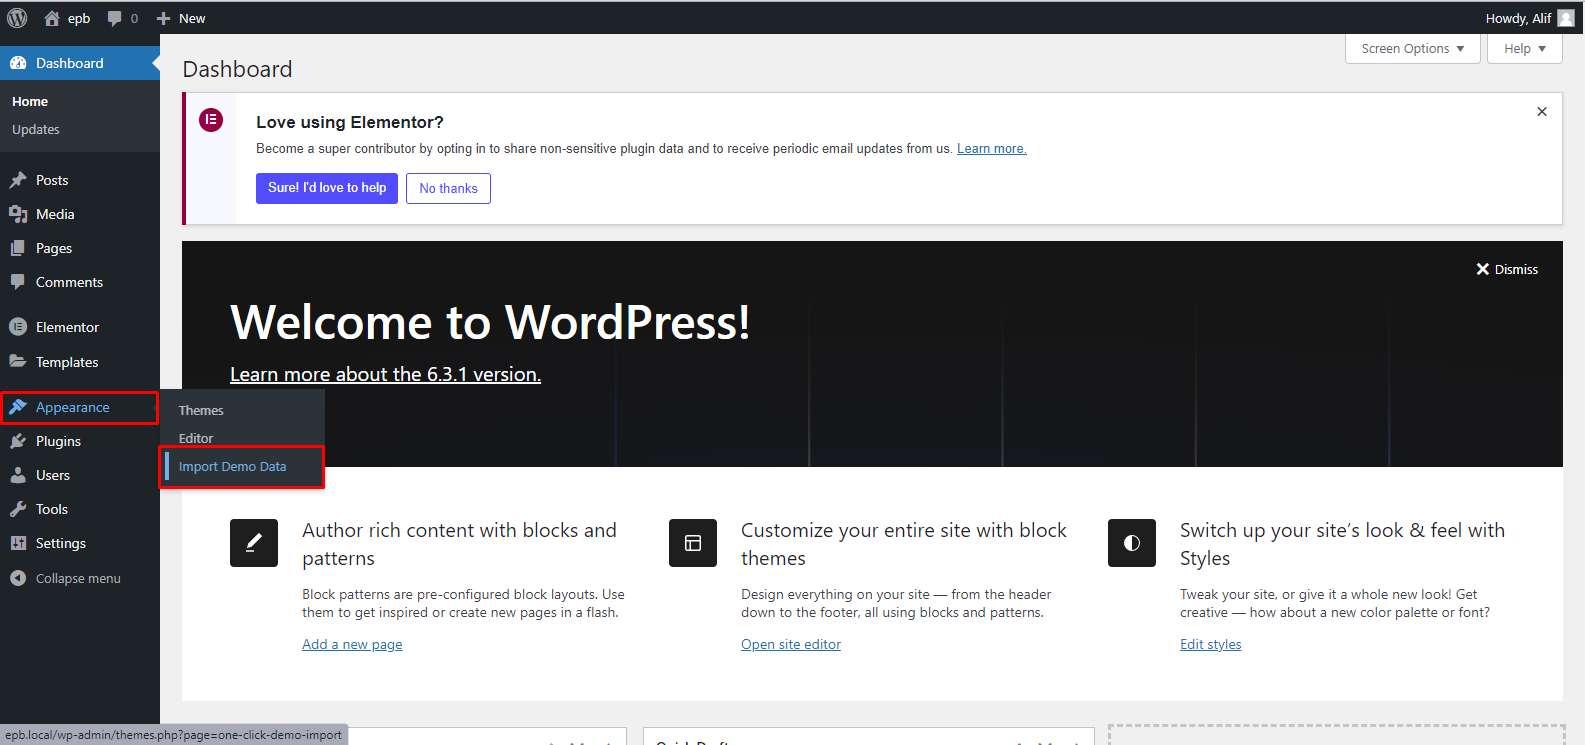 epb
0
New
Howdy, Alif
Dashboard
Home
Updates
Posts
Media
Pages
Comments
Elementor
Templates
Appearance
Plugins
Users
Tools
Settings
Collapse menu
Themes
Editor
Import Demo Data
Screen Options
Help
Dashboard
Love using Elementor?
Become a super contributor by opting in to share non-sensitive plugin data and to receive periodic email updates from us. Learn more.
Sure! I'd love to help
No thanks
Dismiss
Welcome to WordPress!
Learn more about the 6.3.1 version.
Author rich content with blocks and
patterns
Block patterns are pre-configured block layouts. Use
them to get inspired or create new pages in a flash.
Add a new page
Customize your entire site with block
themes
Design everything on your site — from the header
down to the footer, all using blocks and patterns.
Open site editor
Switch up your site’s look & feel with
Styles
Tweak your site, or give it a whole new look! Get
creative — how about a new color palette or font?
Edit styles
epb.local/wp-admin/themes.php?page=one-click-demo-import
Quick Draft